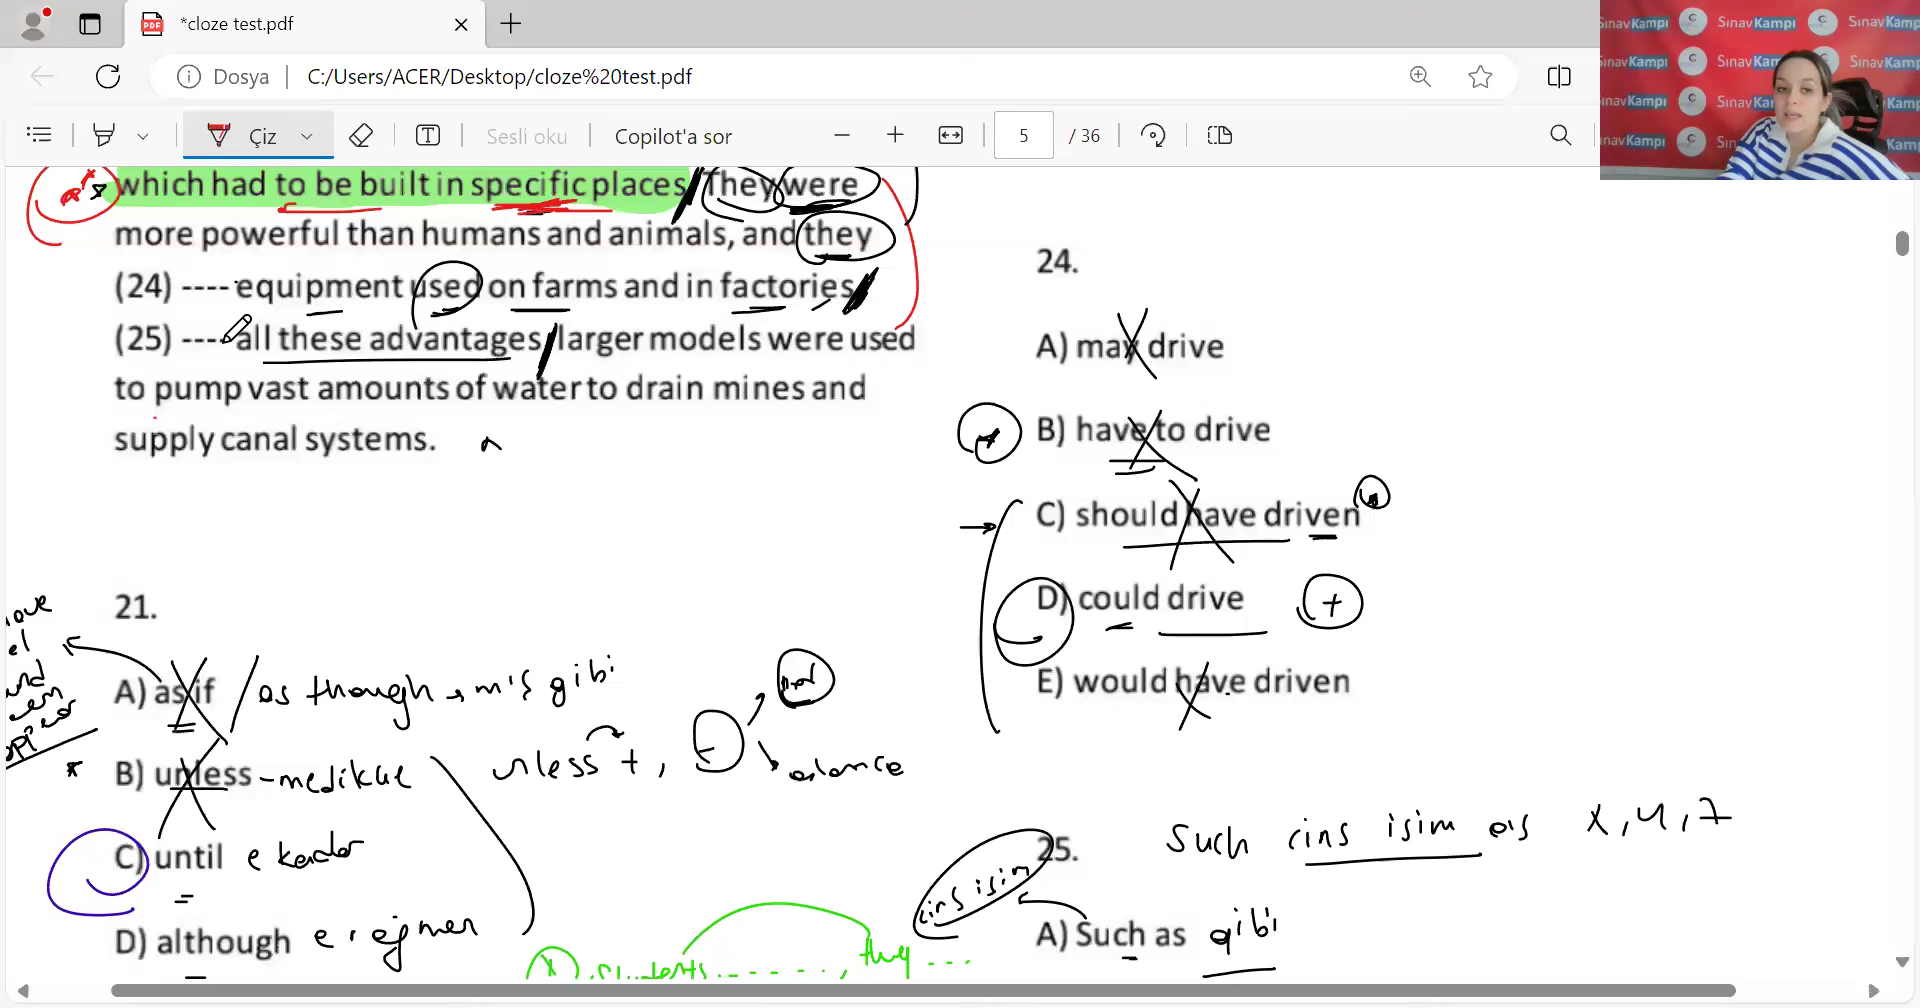 *cloze test.pdf
Dosya
C:/Users/ACER/Desktop/cloze%20test.pdf
Çiz
Sesli oku
Copilot'a sor
5 / 36
SınavKampı SınavKamp
SınavKampı SınavKamp
which had to be built in specific places They were
more powerful than humans and animals, and they
(24) ---- equipment used on farms and in factories,
(25) ---- all these advantages larger models were used
to pump vast amounts of water to drain mines and
supply canal systems.
21.
A) as if / as though → m's gibi
B) unless - medikçe
unless +, -
C) until e kadar
D) although e rağmen
students ------, they ---
24.
A) may drive
B) have to drive
C) should have driven
D) could drive +
E) would have driven
Such cins isim as x, y, z
25.
cins isim
A) Such as gibi